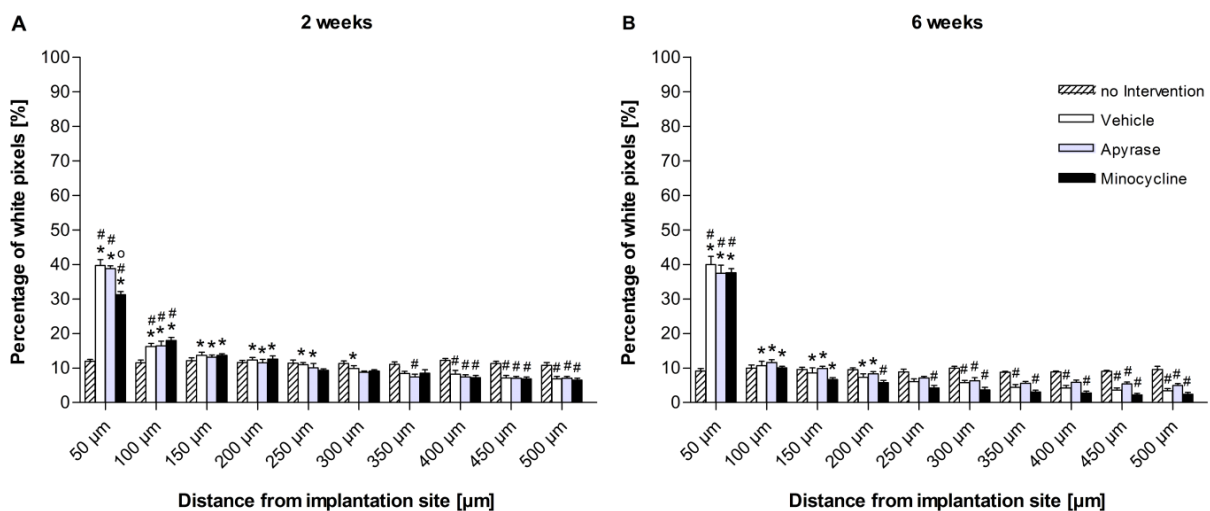 A
2 weeks
Percentage of white pixels [%]
100
90
80
70
60
50
40
30
20
10
0
# # o
* * #
*
# # #
* * *
* * *
* * *
* *
*
#
# # #
# # #
# # #
50 µm
100 µm
150 µm
200 µm
250 µm
300 µm
350 µm
400 µm
450 µm
500 µm
Distance from implantation site [µm]
B
6 weeks
Percentage of white pixels [%]
100
90
80
70
60
50
40
30
20
10
0
# # #
* * *
* * *
* * *
* * #
#
# # #
# #
# #
# #
# # #
50 µm
100 µm
150 µm
200 µm
250 µm
300 µm
350 µm
400 µm
450 µm
500 µm
Distance from implantation site [µm]
no Intervention
Vehicle
Apyrase
Minocycline